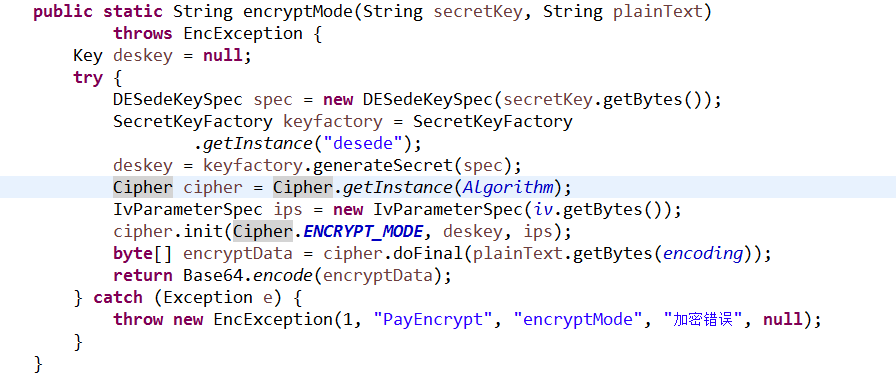 public static String encryptMode(String secretKey, String plainText)
throws EncException {
Key deskey = null;
try {
DESedeKeySpec spec = new DESedeKeySpec(secretKey.getBytes());
SecretKeyFactory keyfactory = SecretKeyFactory
.getInstance("desede");
deskey = keyfactory.generateSecret(spec);
Cipher cipher = Cipher.getInstance(Algorithm);
IvParameterSpec ips = new IvParameterSpec(iv.getBytes());
cipher.init(Cipher.ENCRYPT_MODE, deskey, ips);
byte[] encryptData = cipher.doFinal(plainText.getBytes(encoding));
return Base64.encode(encryptData);
} catch (Exception e) {
throw new EncException(1, "PayEncrypt", "encryptMode", "加密错误", null);
}
}